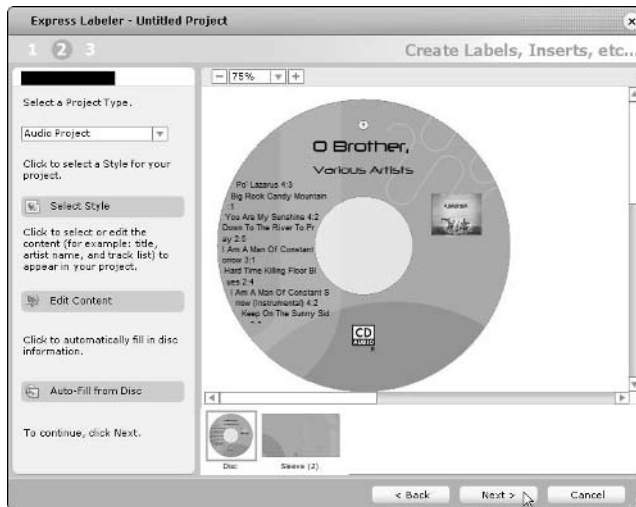 Express Labeler - Untitled Project
1 2 3
Create Labels, Inserts, etc...
Select a Project Type.
Audio Project
Click to select a Style for your
project.
Select Style
Click to select or edit the
content (for example: title,
artist name, and track list) to
appear in your project.
Edit Content
Click to automatically fill in disc
information.
Auto-Fill from Disc
To continue, click Next.
75%
O Brother,
Various Artists
Po' Lazarus 4:3
Big Rock Candy Mountain
:1
You Are My Sunshine 4:2
Down To The River To Pr
ay 2:5
I Am A Man Of Constant
orrow 3:1
Hard Time Killing Floor Bl
ues 2:4
I Am A Man Of Constant S
rrow (Instrumental) 4:2
Keep On The Sunny Sid
CD
AUDIO
Disc
Sleeve (2)
< Back
Next >
Cancel